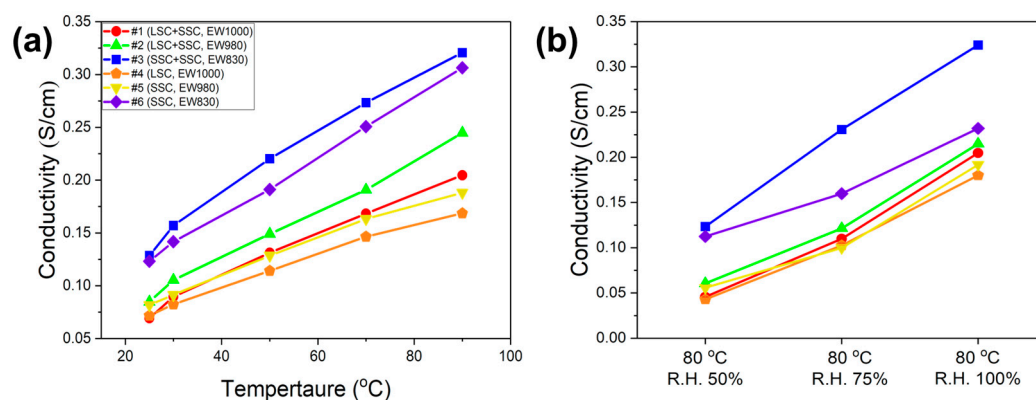 (a)
0.35
0.30
0.25
0.20
0.15
0.10
0.05
Conductivity (S/cm)
#1 (LSC+SSC, EW1000)
#2 (LSC+SSC, EW980)
#3 (SSC+SSC, EW830)
#4 (LSC, EW1000)
#5 (SSC, EW980)
#6 (SSC, EW830)
20 40 60 80 100
Tempertaure (°C)
(b)
0.35
0.30
0.25
0.20
0.15
0.10
0.05
0.00
Conductivity (S/cm)
80 °C 80 °C 80 °C
R.H. 50% R.H. 75% R.H. 100%